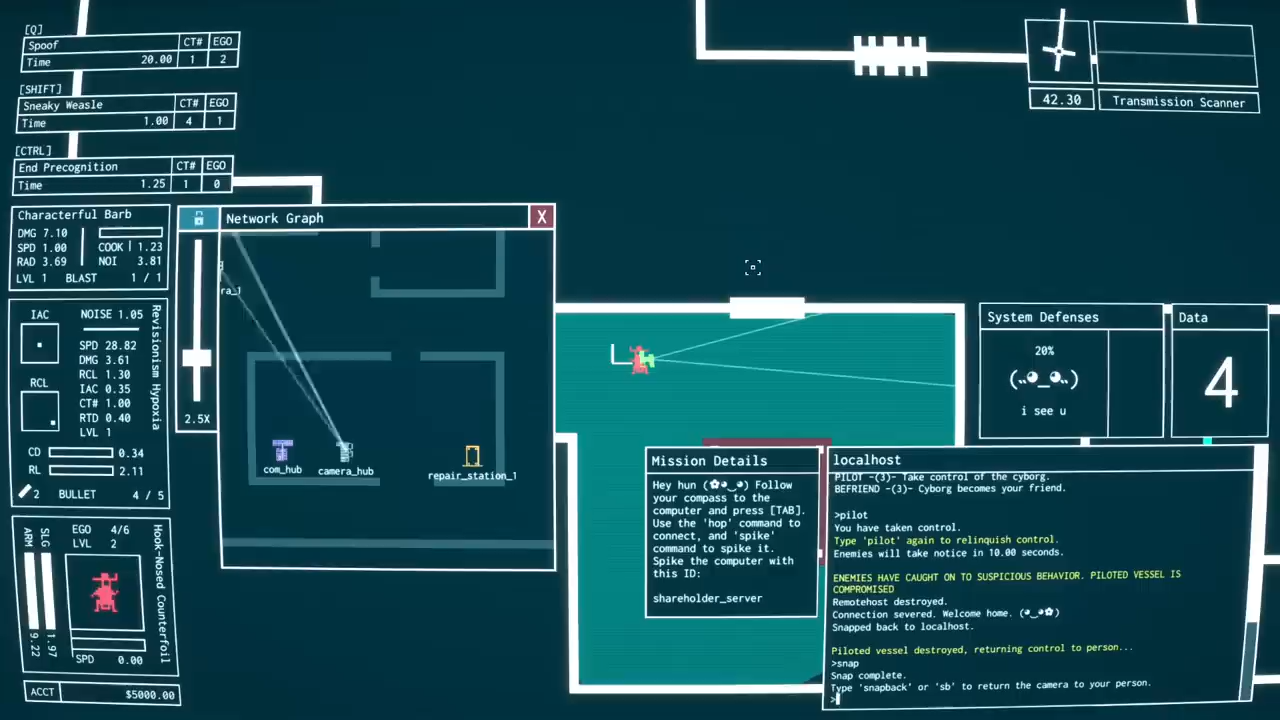 [Q]
Spoof CT# EGO
Time 20.00 1 2
[SHIFT]
Sneaky Weasle CT# EGO
Time 1.00 4 1
[CTRL]
End Precognition CT# EGO
Time 1.25 1 0
Characterful Barb
DMG 7.10
SPD 1.00 COOK 1.23
RAD 3.69 NOI 3.81
LVL 1 BLAST 1 / 1
IAC NOISE 1.05
SPD 28.82
DMG 3.61
RCL RCL 1.30
IAC 0.35
CT# 1.00
RTD 0.40
LVL 1
CD 0.34
RL 2.11
2 BULLET 4 / 5
Revisionism Hypoxia
ARM SLG EGO 4/6
LVL 2
9.22 1.97
SPD 0.00
Hook-Nosed Counterfoil
ACCT $5000.00
Network Graph X
2.5X
ra_1
com_hub
camera_hub
repair_station_1
42.30 Transmission Scanner
System Defenses
20%
i see u
Data
4
Mission Details
Hey hun (✿◕‿◕) Follow
your compass to the
computer and press [TAB].
Use the 'hop' command to
connect, and 'spike'
command to spike it.
Spike the computer with
this ID:
shareholder_server
localhost
PILOT -(3)- Take control of the cyborg.
BEFRIEND -(3)- Cyborg becomes your friend.
>pilot
You have taken control.
Type 'pilot' again to relinquish control.
Enemies will take notice in 10.00 seconds.
ENEMIES HAVE CAUGHT ON TO SUSPICIOUS BEHAVIOR. PILOTED VESSEL IS
COMPROMISED
Remotehost destroyed.
Connection severed. Welcome home. (◕‿◕✿)
Snapped back to localhost.
Piloted vessel destroyed, returning control to person...
>snap
Snap complete.
Type 'snapback' or 'sb' to return the camera to your person.
>